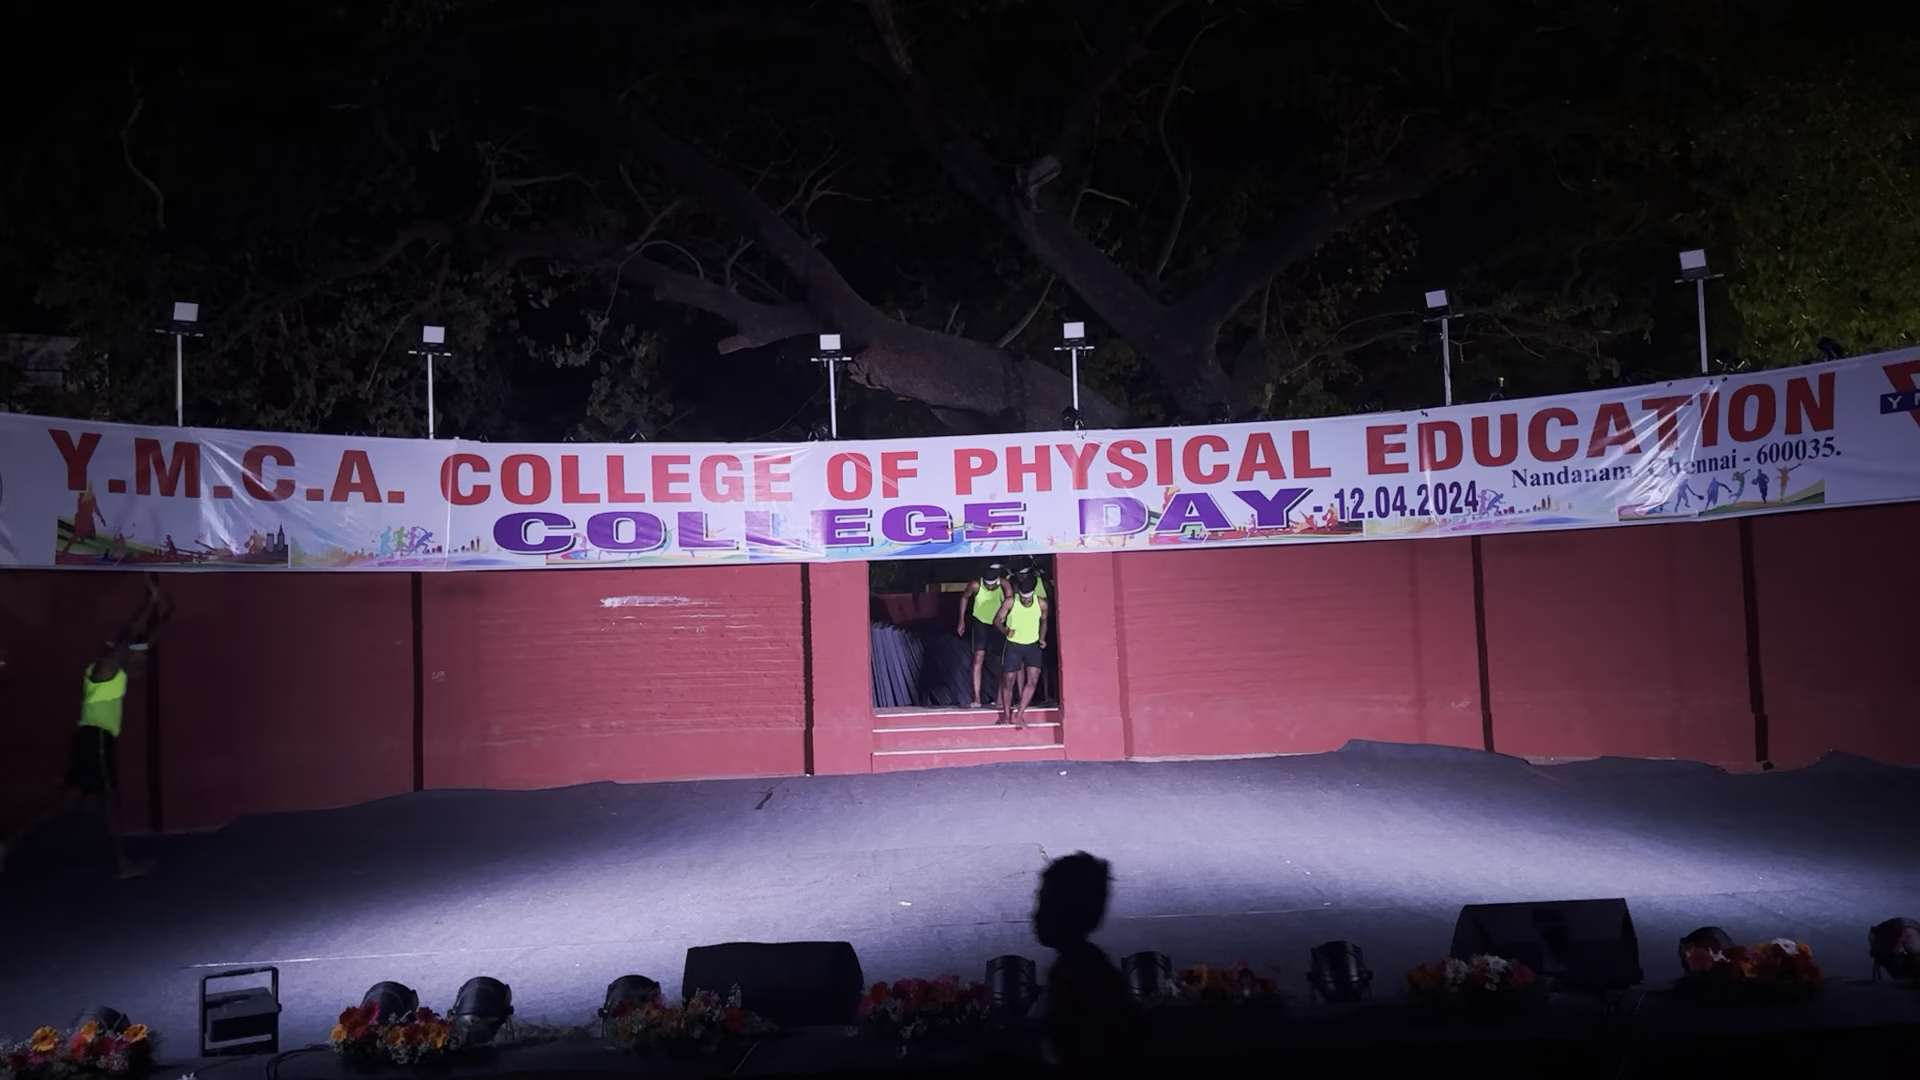 Y.M.C.A. COLLEGE OF PHYSICAL EDUCATION
Nandanam, Chennai - 600035.
COLLEGE DAY - 12.04.2024